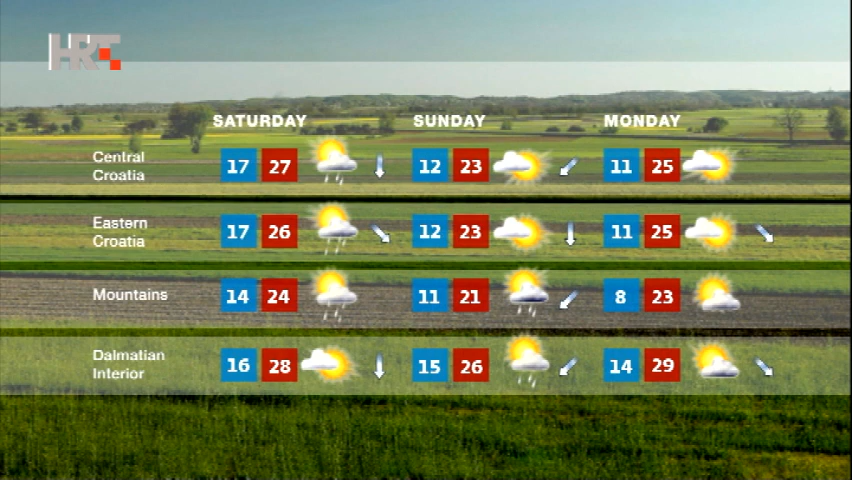 HRT
SATURDAY SUNDAY MONDAY
Central
Croatia
17 27 12 23 11 25
Eastern
Croatia
17 26 12 23 11 25
Mountains
14 24 11 21 8 23
Dalmatian
Interior
16 28 15 26 14 29